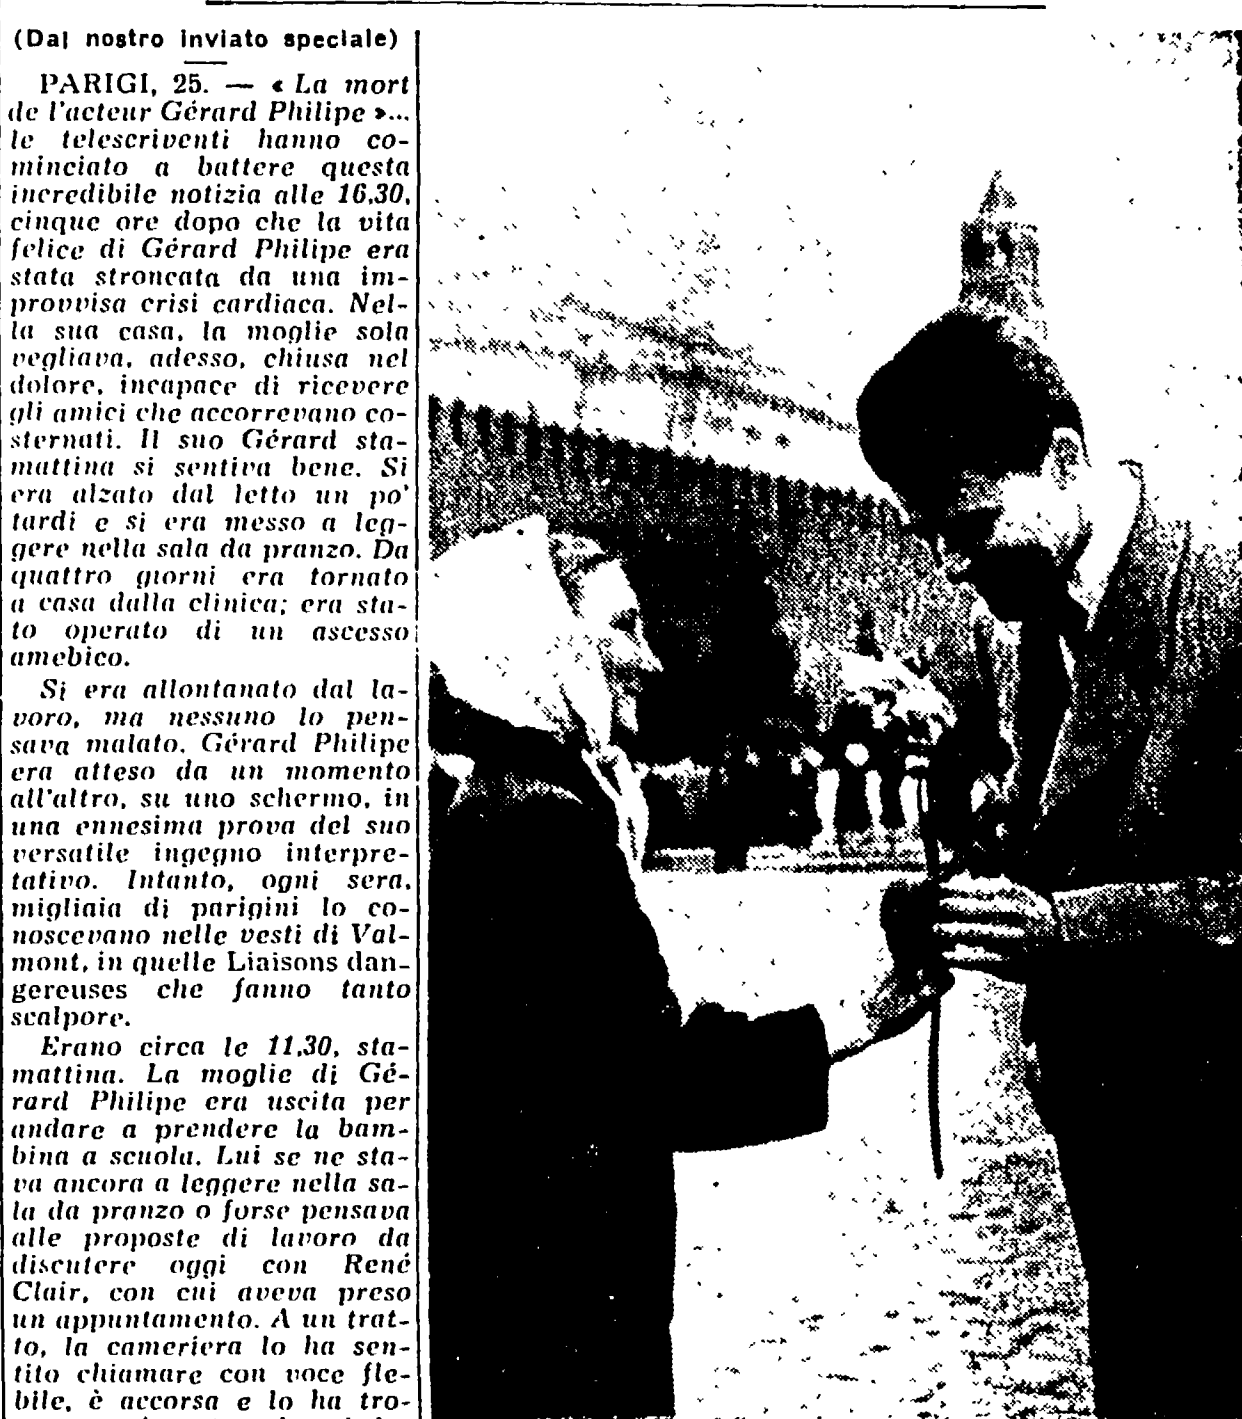 (Dal nostro inviato speciale)
PARIGI, 25. — « La mort
de l'acteur Gérard Philipe »...
le telescriventi hanno co-
minciato a battere questa
incredibile notizia alle 16,30,
cinque ore dopo che la vita
felice di Gérard Philipe era
stata stroncata da una im-
provvisa crisi cardiaca. Nel-
la sua casa, la moglie sola
vegliava, adesso, chiusa nel
dolore, incapace di ricevere
gli amici che accorrevano co-
sternati. Il suo Gérard sta-
mattina si sentiva bene. Si
era alzato dal letto un po'
tardi e si era messo a leg-
gere nella sala da pranzo. Da
quattro giorni era tornato
a casa dalla clinica; era sta-
to operato di un ascesso
amebico.
Si era allontanato dal la-
voro, ma nessuno lo pen-
sava malato. Gérard Philipe
era atteso da un momento
all'altro, su uno schermo, in
una ennesima prova del suo
versatile ingegno interpre-
tativo. Intanto, ogni sera,
migliaia di parigini lo co-
noscevano nelle vesti di Val-
mont, in quelle Liaisons dan-
gereuses che fanno tanto
scalpore.
Erano circa le 11,30, sta-
mattina. La moglie di Gé-
rard Philipe era uscita per
andare a prendere la bam-
bina a scuola. Lui se ne sta-
va ancora a leggere nella sa-
la da pranzo o forse pensava
alle proposte di lavoro da
discutere oggi con René
Clair, con cui aveva preso
un appuntamento. A un trat-
to, la cameriera lo ha sen-
tito chiamare con voce fle-
bile, è accorsa e lo ha tro-